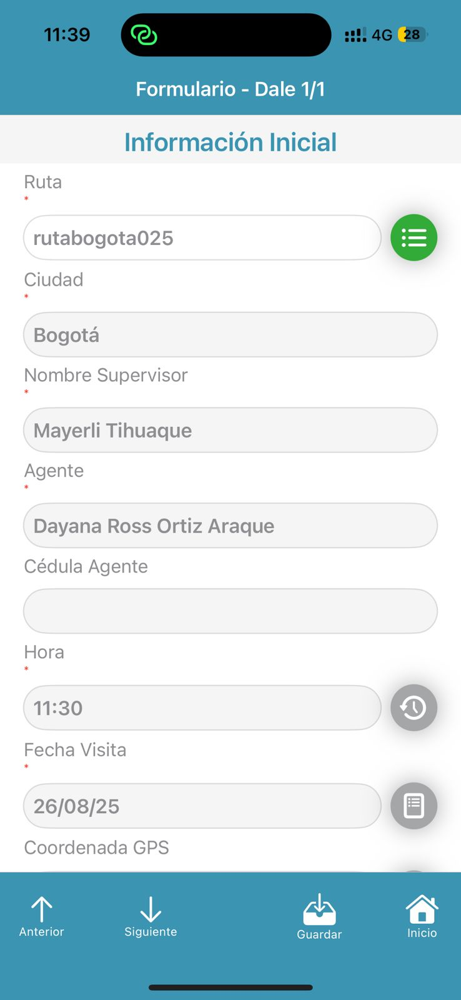 11:39
4G 28
Formulario - Dale 1/1
Información Inicial
Ruta
*
rutabogota025
Ciudad
*
Bogotá
Nombre Supervisor
*
Mayerli Tihuaque
Agente
*
Dayana Ross Ortiz Araque
Cédula Agente
Hora
*
11:30
Fecha Visita
*
26/08/25
Coordenada GPS
Anterior
Siguiente
Guardar
Inicio